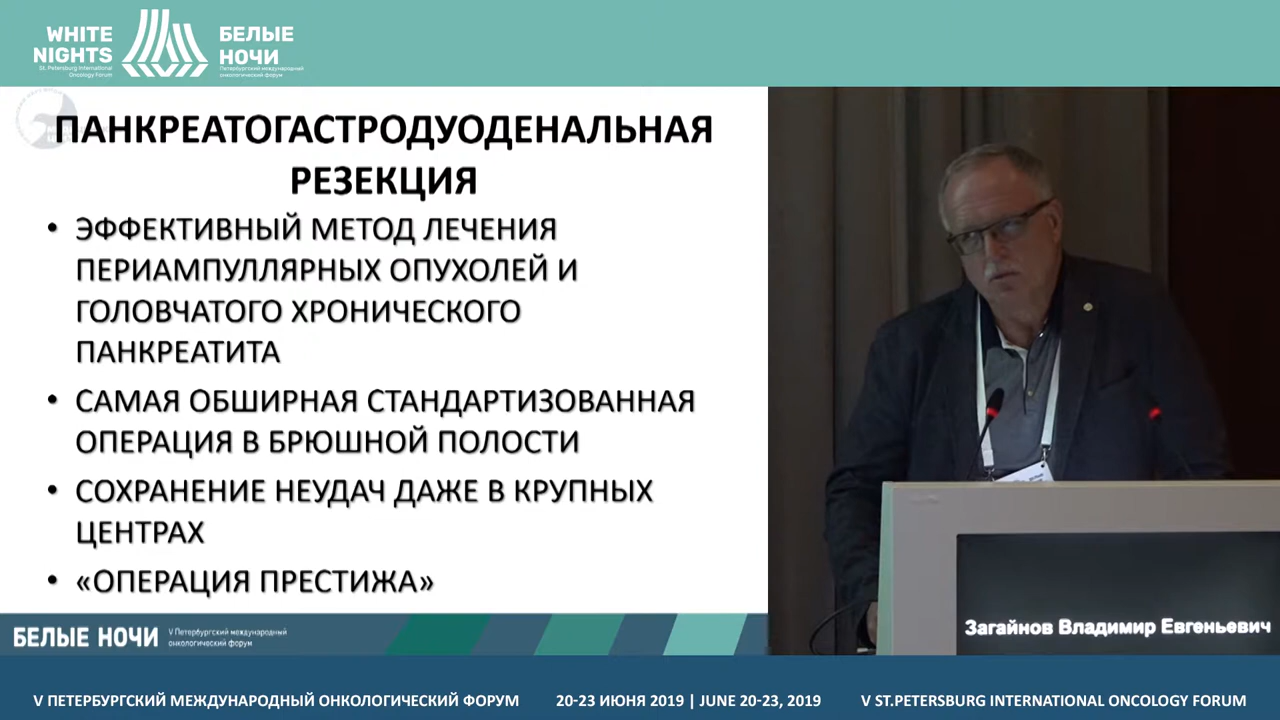 WHITE
NIGHTS
St. Petersburg International
Oncology Forum
БЕЛЫЕ
НОЧИ
Петербургский международный
онкологический форум
ПАНКРЕАТОГАСТРОДУОДЕНАЛЬНАЯ
РЕЗЕКЦИЯ
• ЭФФЕКТИВНЫЙ МЕТОД ЛЕЧЕНИЯ
ПЕРИАМПУЛЛЯРНЫХ ОПУХОЛЕЙ И
ГОЛОВЧАТОГО ХРОНИЧЕСКОГО
ПАНКРЕАТИТА
• САМАЯ ОБШИРНАЯ СТАНДАРТИЗОВАННАЯ
ОПЕРАЦИЯ В БРЮШНОЙ ПОЛОСТИ
• СОХРАНЕНИЕ НЕУДАЧ ДАЖЕ В КРУПНЫХ
ЦЕНТРАХ
• «ОПЕРАЦИЯ ПРЕСТИЖА»
БЕЛЫЕ НОЧИ
V Петербургский международный
онкологический форум
Загайнов Владимир Евгеньевич
V ПЕТЕРБУРГСКИЙ МЕЖДУНАРОДНЫЙ ОНКОЛОГИЧЕСКИЙ ФОРУМ
20-23 ИЮНЯ 2019 | JUNE 20-23, 2019
V ST.PETERSBURG INTERNATIONAL ONCOLOGY FORUM